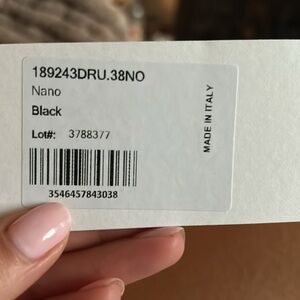 189243DRU.38NO
Nano
Black
Lot#: 3788377
3546457843038
MADE IN ITALY